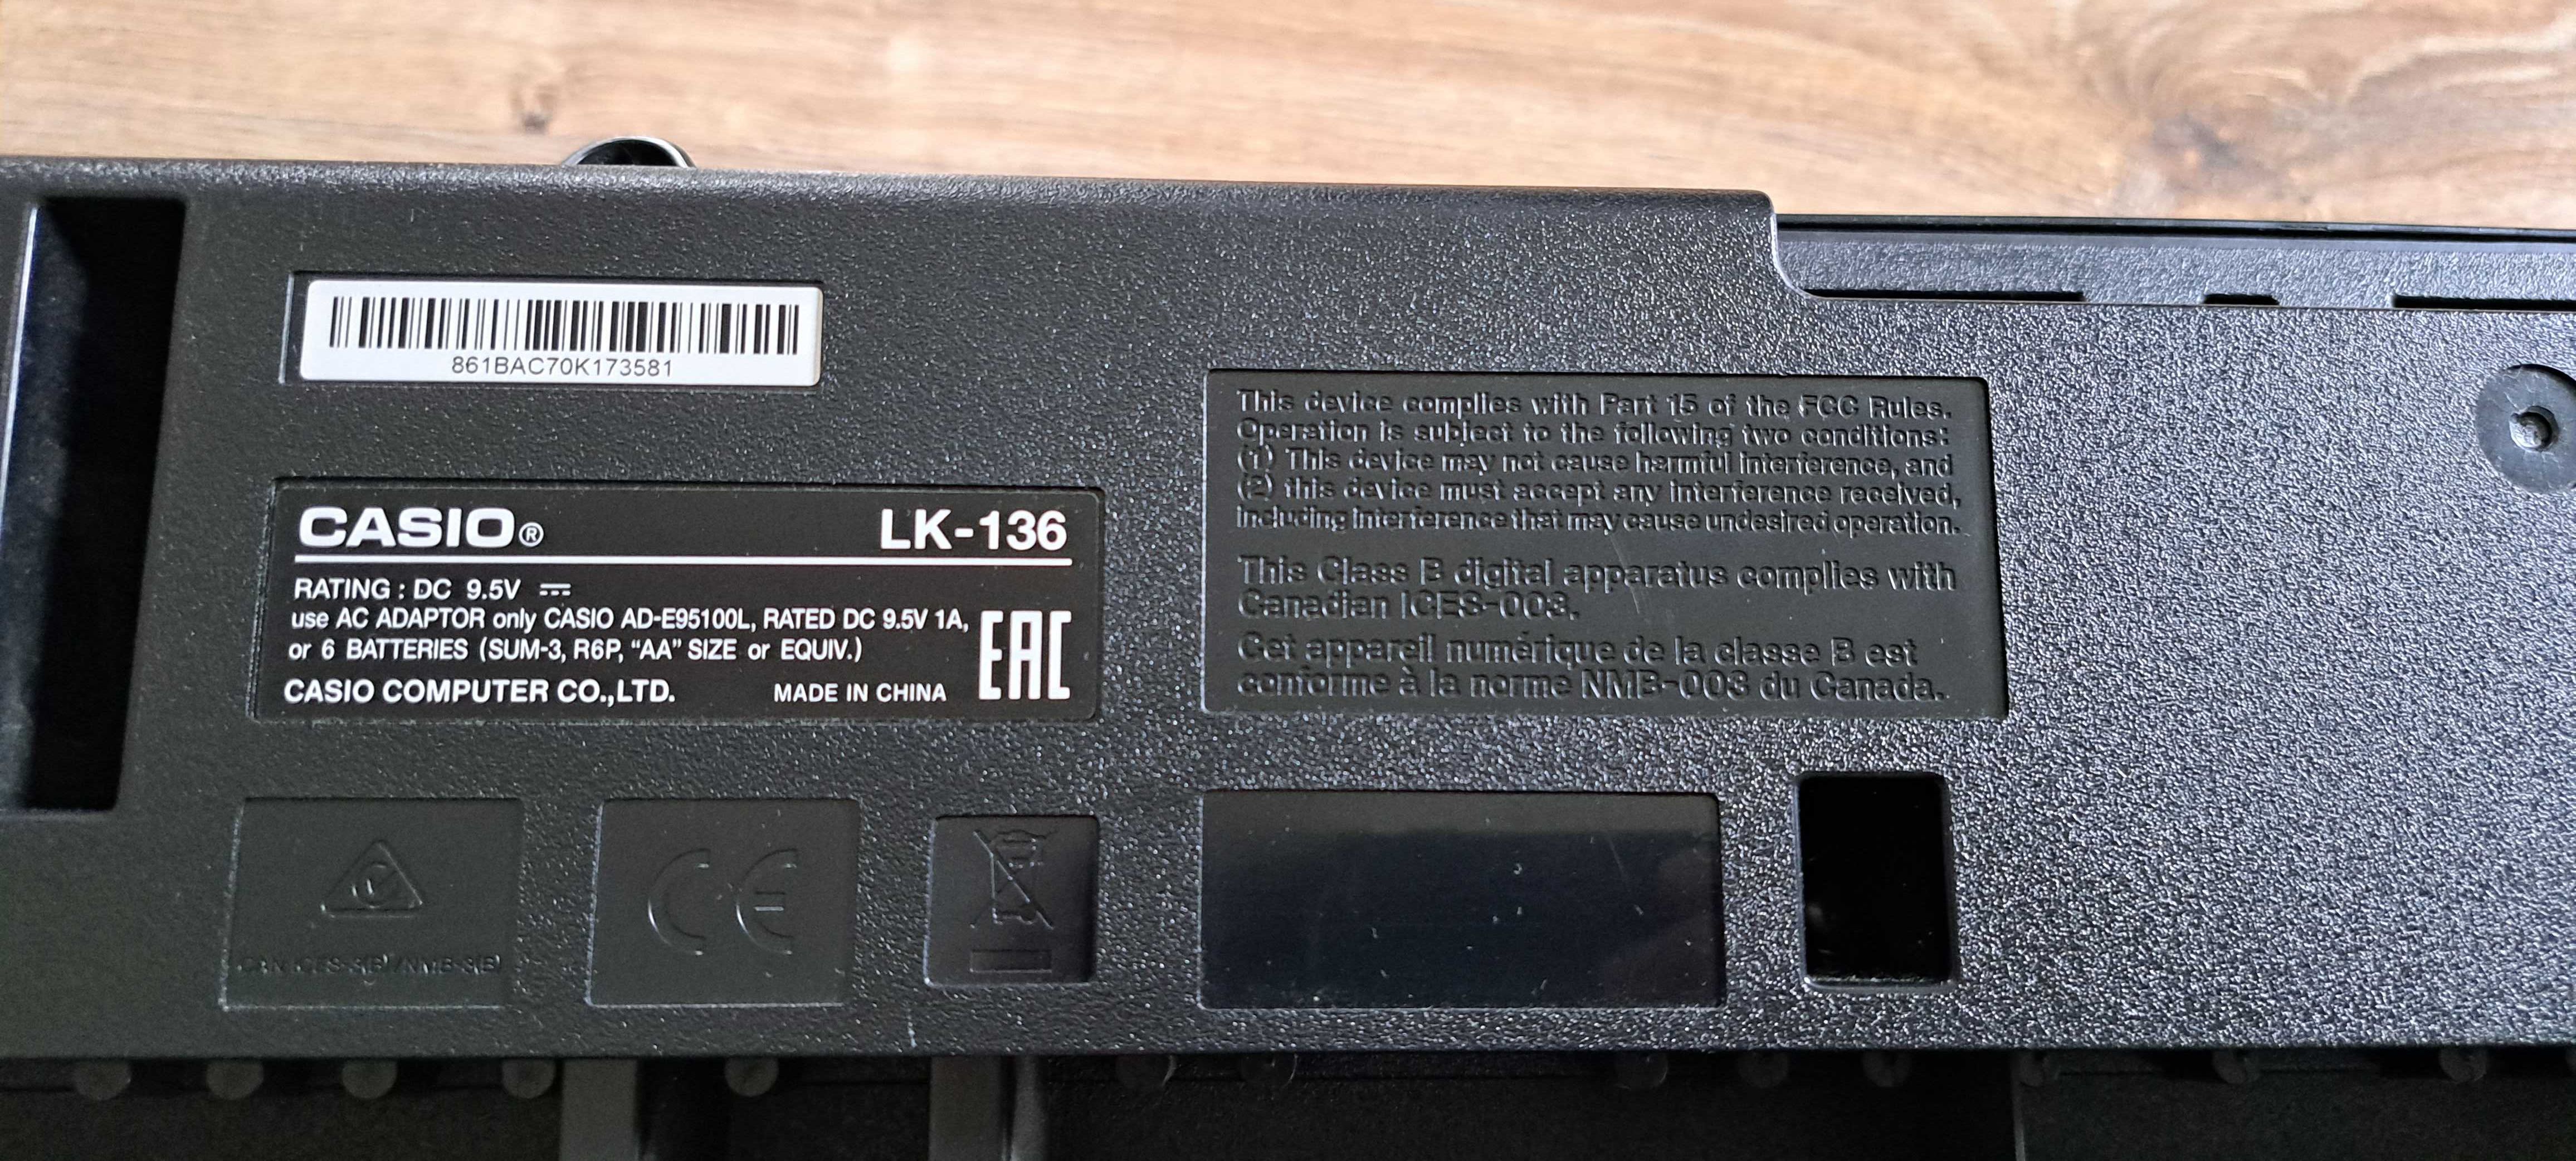 861BAC70K173581
CASIO® LK-136
RATING : DC 9.5V
use AC ADAPTOR only CASIO AD-E95100L, RATED DC 9.5V 1A,
or 6 BATTERIES (SUM-3, R6P, “AA” SIZE or EQUIV.)
CASIO COMPUTER CO.,LTD. MADE IN CHINA
EAC
This device complies with Part 15 of the FCC Rules.
Operation is subject to the following two conditions:
(1) This device may not cause harmful interference, and
(2) this device must accept any interference received,
including interference that may cause undesired operation.
This Class B digital apparatus complies with
Canadian ICES-003.
Cet appareil numérique de la classe B est
conforme à la norme NMB-003 du Canada.
CAN ICES-3(B)/NMB-3(B)
CE